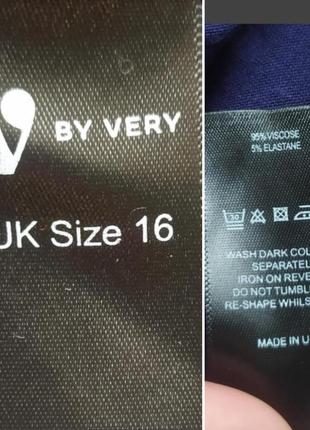 V BY VERY
UK Size 16
95% VISCOSE
5% ELASTANE
30
WASH DARK
SEPARATEL
IRON ON REVE
DO NOT TUMBL
RE-SHAPE WHILS
MADE IN U